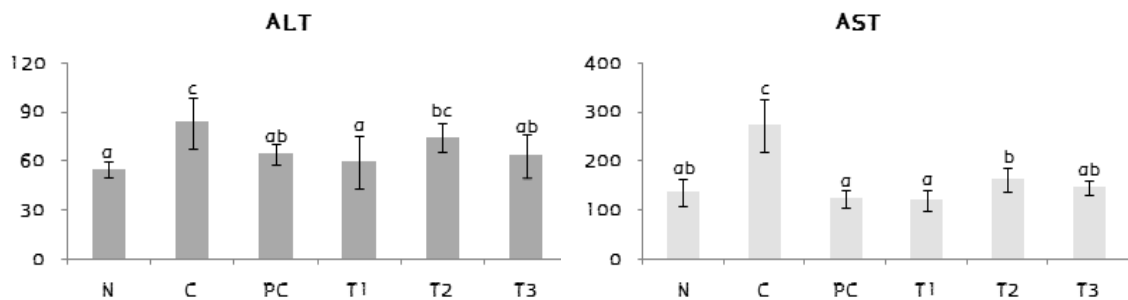 ALT
120
90
60
30
0
a
c
ab
a
bc
ab
N C PC T1 T2 T3
AST
400
300
200
100
0
ab
c
a
a
b
ab
N C PC T1 T2 T3